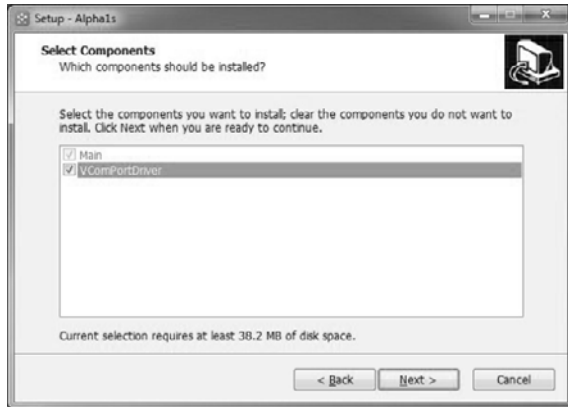 Setup - Alpha1s
Select Components
Which components should be installed?
Select the components you want to install; clear the components you do not want to
install. Click Next when you are ready to continue.
Main
VComPortDriver
Current selection requires at least 38.2 MB of disk space.
< Back
Next >
Cancel